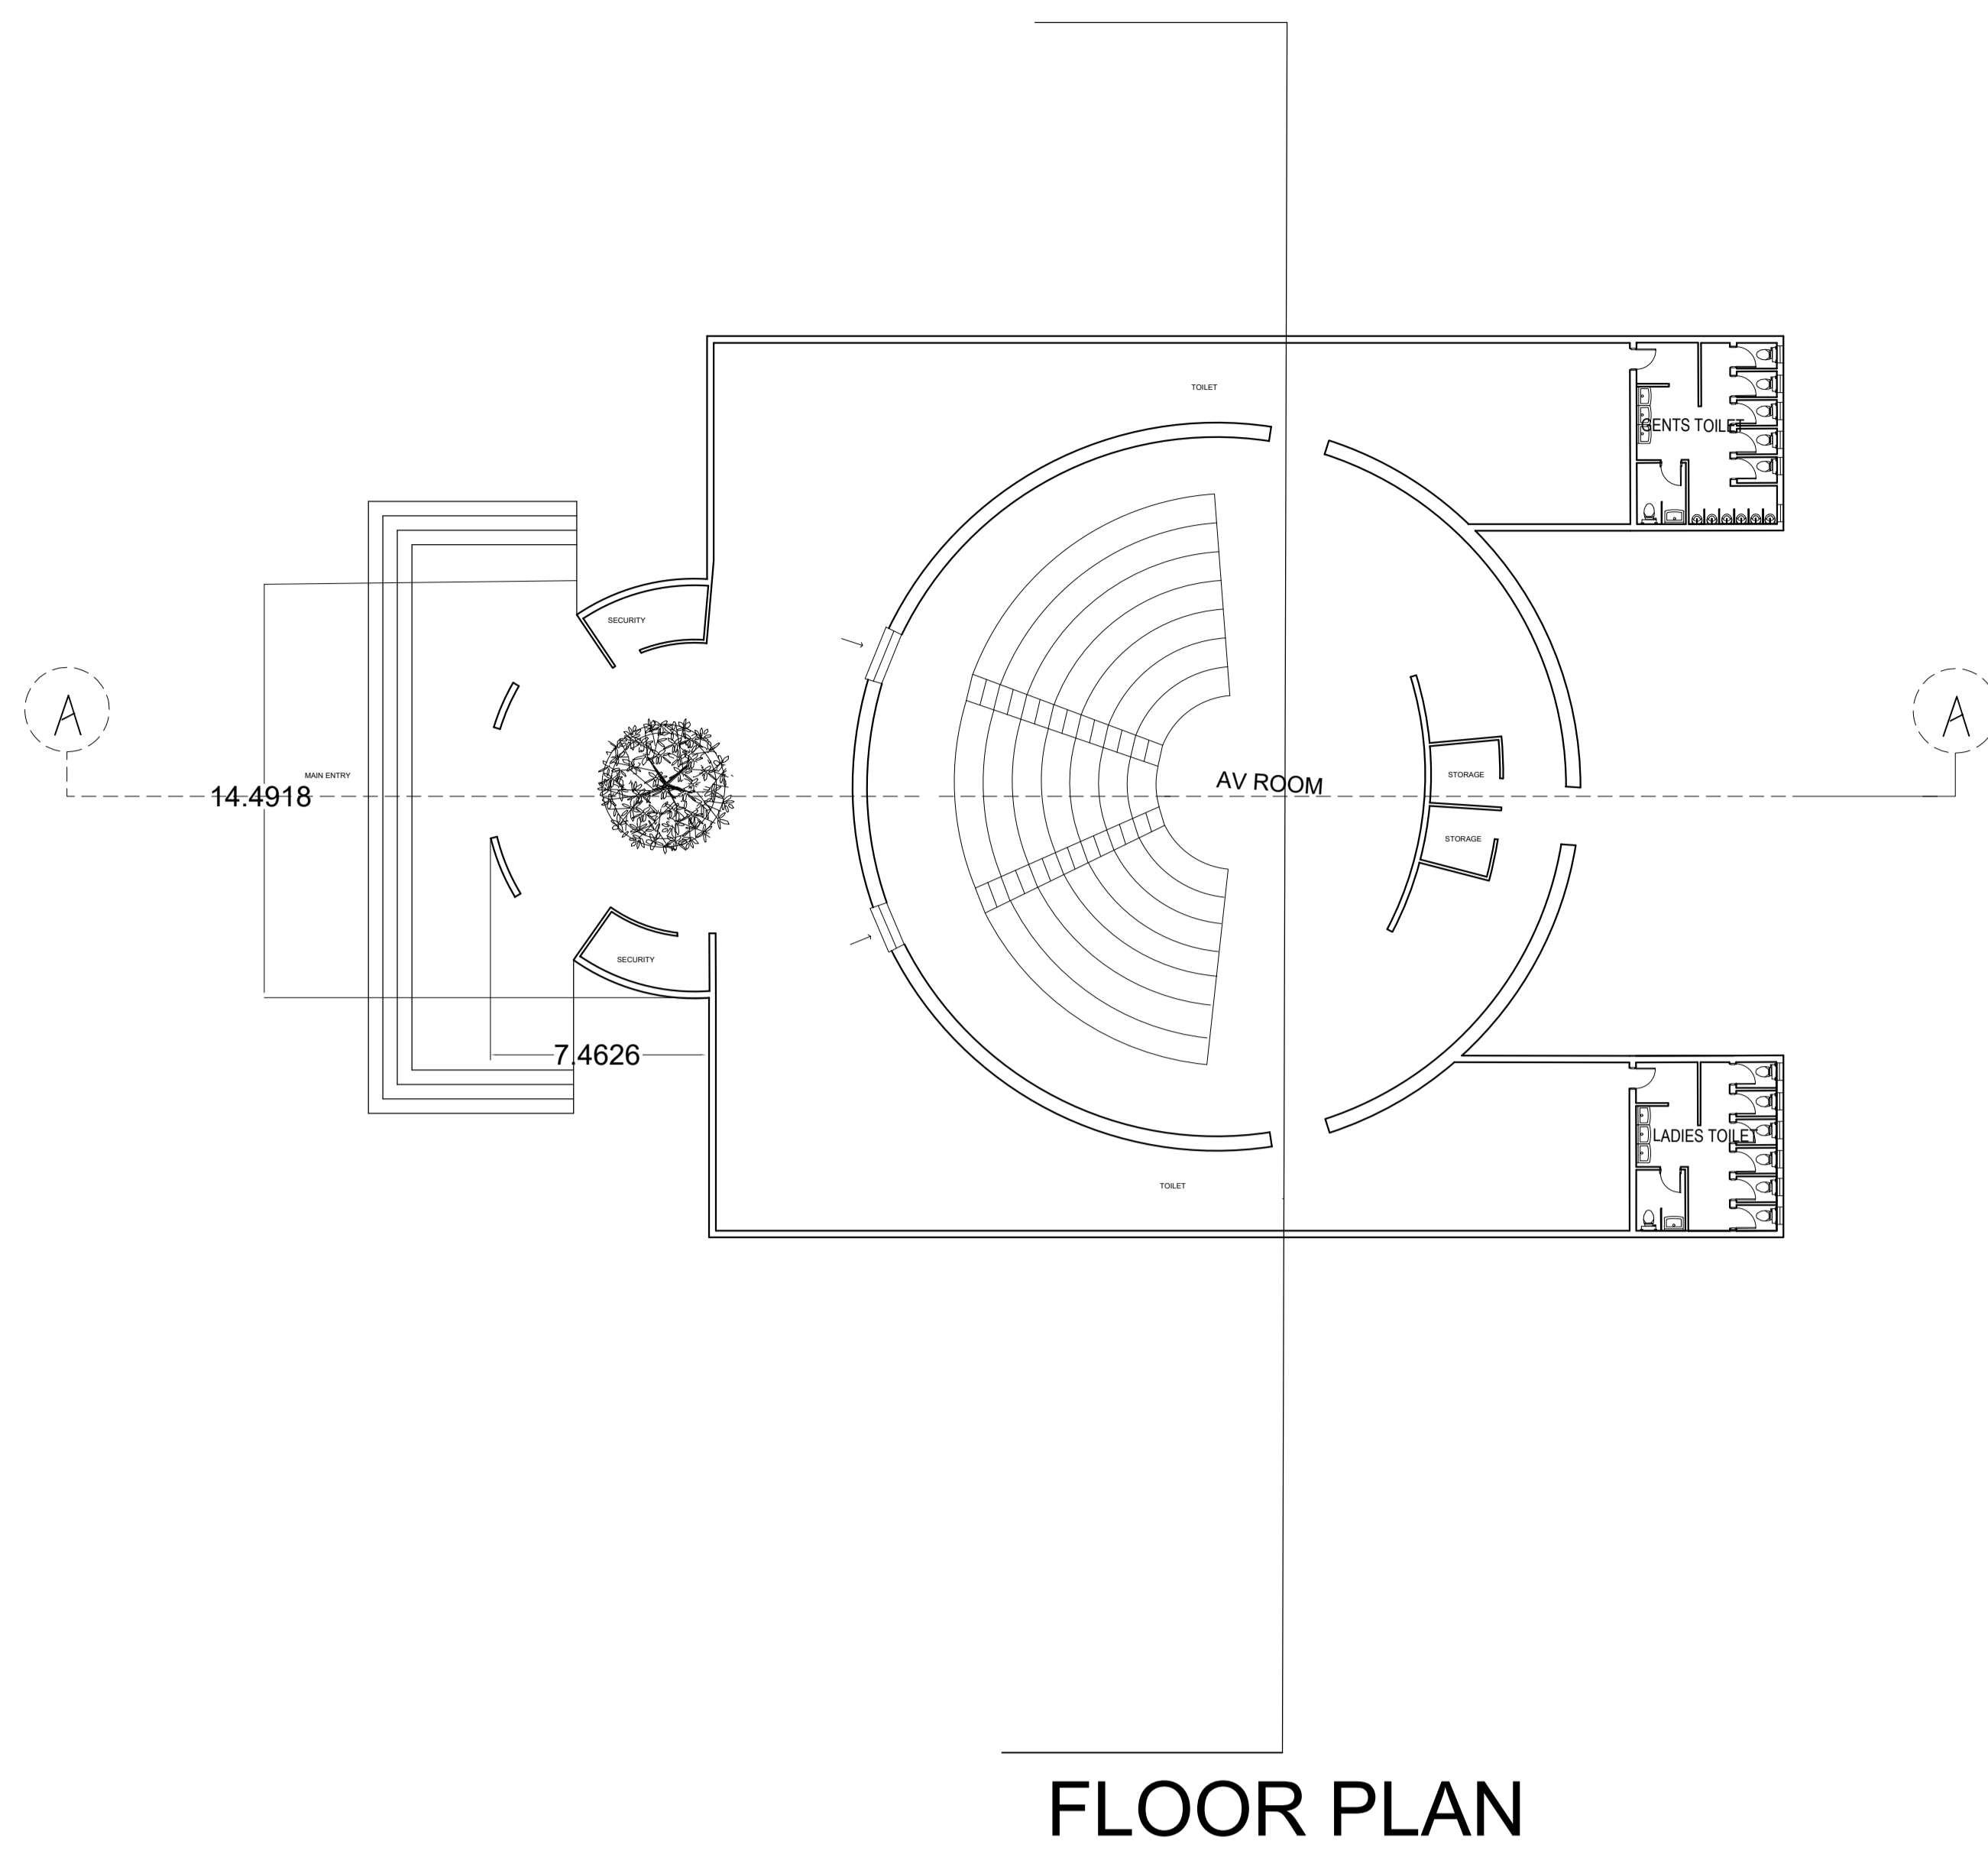 TOILET
GENTS TOILET
SECURITY
A
A
MAIN ENTRY
14.4918
AV ROOM
STORAGE
STORAGE
SECURITY
7.4626
LADIES TOILET
TOILET
FLOOR PLAN